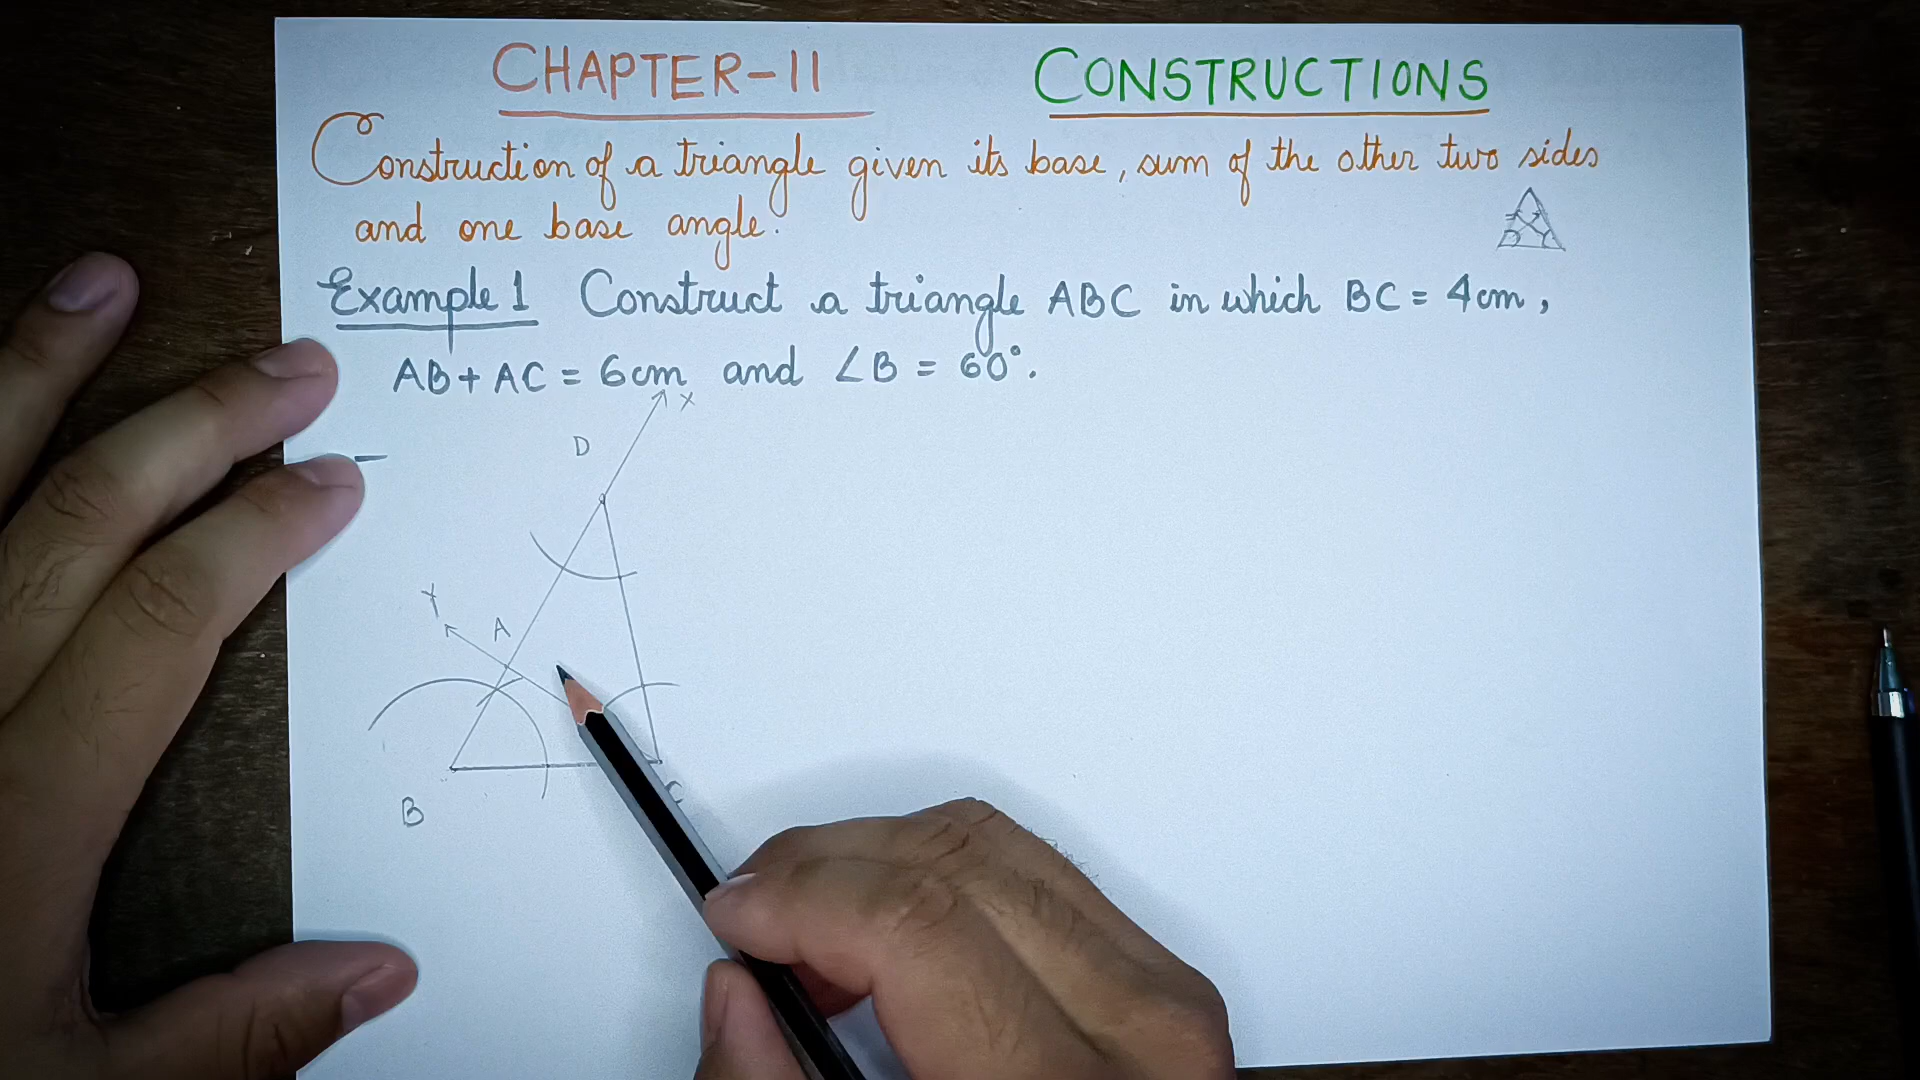 CHAPTER-11 CONSTRUCTIONS
Construction of a triangle given its base, sum of the other two sides
and one base angle.
Example 1 Construct a triangle ABC in which BC = 4cm,
AB + AC = 6cm and ∠B = 60°.
X
D
Y
A
B
C